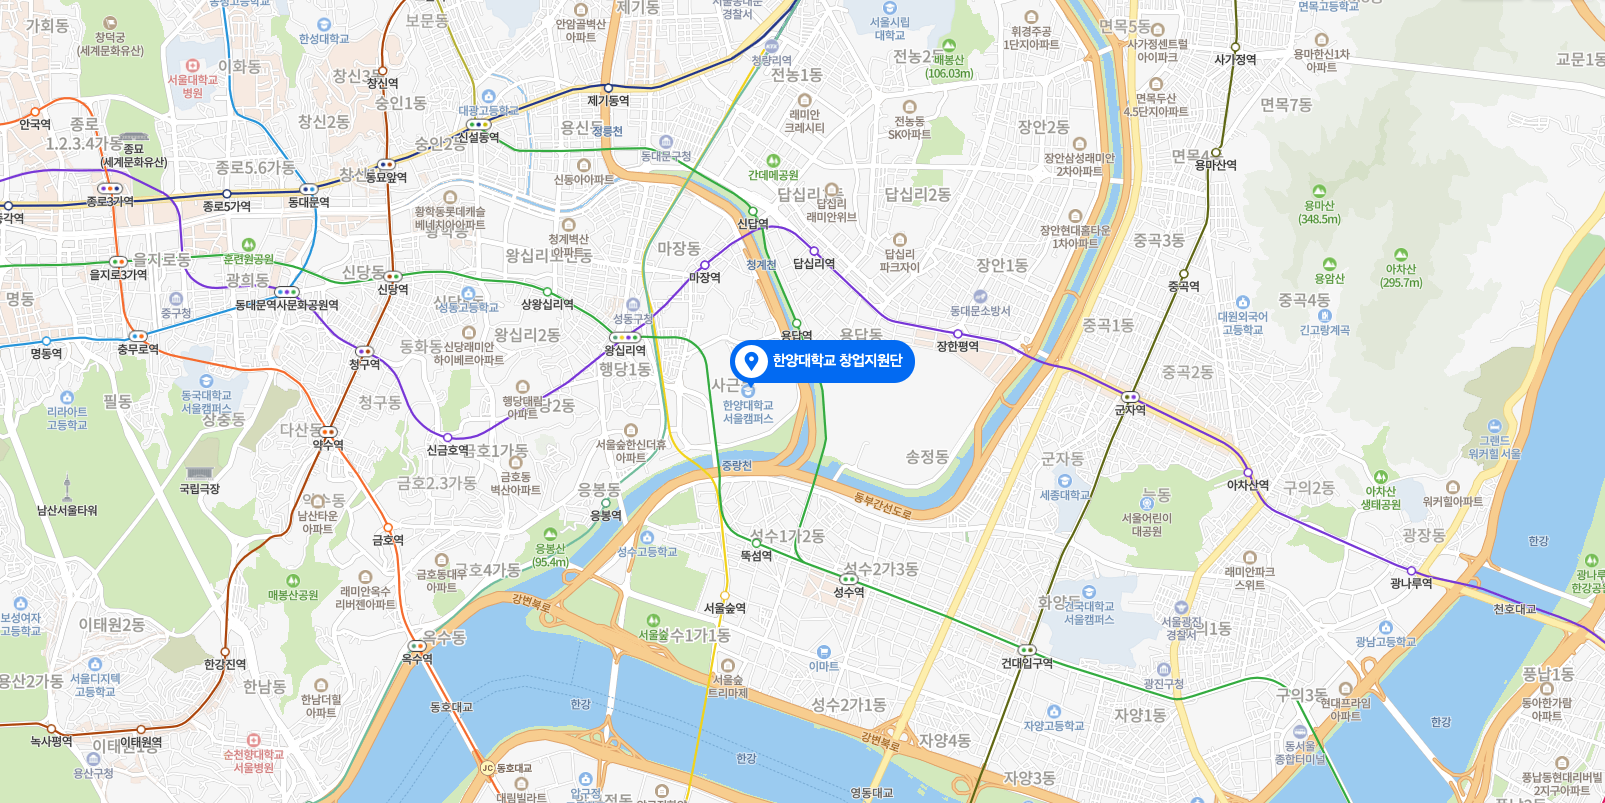 가회동
창덕궁
(세계문화유산)
한성대학교
보문동
안암골벽산
아파트
제기동
경찰서
서울시립
대학교
휘경주공
1단지아파트
면목5동
면목고등학교
사가정센트럴
아이파크
사가정역
용마한신1차
아파트
교문1동
서울대학교
병원
이화동
창신3동
창신역
숭인1동
대광고등학교
제기동역
청량리역
전농1동
전농2동
배봉산
(106.03m)
면목두산
4.5단지아파트
면목7동
안국역
종로
1.2.3.4가동
종묘
(세계문화유산)
창신2동
숭인2동
신설동역
용신동
정릉천
동대문구청
래미안
크레시티
전농동
SK아파트
장안2동
장안삼성래미안
2차아파트
면목4동
용마산역
종로5.6가동
동묘앞역
신동아아파트
간데메공원
종로3가역
종로5가역
동대문역
황학동롯데캐슬
베네치아아파트
신답역
답십리
래미안위브
답십리2동
용마산
(348.5m)
을지로3가역
을지로동
훈련원공원
광희동
신당동
청계벽산
아파트
마장동
청계천
답십리역
답십리
파크자이
장안현대홈타운
1차아파트
장안1동
중곡3동
용암산
아차산
(295.7m)
명동
중구청
동대문역사문화공원역
신당역
성동고등학교
상왕십리역
마장역
성동구청
동대문소방서
중곡역
중곡4동
대원외국어
고등학교
긴고랑계곡
명동역
충무로역
청구역
동화동
신당래미안
하이베르아파트
왕십리2동
왕십리역
용답역
용답동
장한평역
중곡1동
한양대학교 창업지원단
행당1동
한양대학교
서울캠퍼스
중곡2동
리라아트
고등학교
필동
동국대학교
서울캠퍼스
청구동
행당대림
아파트
군자역
장충동
다산동
약수역
신금호역
금호1가동
서울숲한신더휴
아파트
중랑천
송정동
군자동
그랜드
워커힐 서울
남산서울타워
국립극장
남산타운
아파트
금호2.3가동
금호동
벽산아파트
응봉동
응봉역
동부간선도로
세종대학교
능동
서울어린이
대공원
아차산역
구의2동
아차산
생태공원
워커힐아파트
금호역
응봉산
(95.4m)
성수고등학교
성수1가2동
뚝섬역
성수2가3동
광장동
한강
매봉산공원
래미안옥수
리버젠아파트
금호동대우
아파트
금호4가동
강변북로
서울숲역
성수역
화양동
건국대학교
서울캠퍼스
래미안파크
스위트
광나루역
광나루
한강공원
천호대교
보성여자
고등학교
이태원2동
옥수동
옥수역
서울숲
성수1가1동
서울광진
경찰서
광남고등학교
용산2가동
서울디지텍
고등학교
한강진역
한남동
한남더힐
아파트
동호대교
한강
서울숲
트리마제
이마트
건대입구역
광진구청
풍납1동
성수2가1동
자양고등학교
자양1동
구의3동
현대프라임
아파트
동아한가람
아파트
녹사평역
이태원역
용산구청
순천향대학교
서울병원
한강
강변북로
자양4동
동서울
종합터미널
한강
JC 동호대교
대림빌라트
압구정
고등학교
영동대교
자양3동
풍납동현대리버빌
2지구아파트